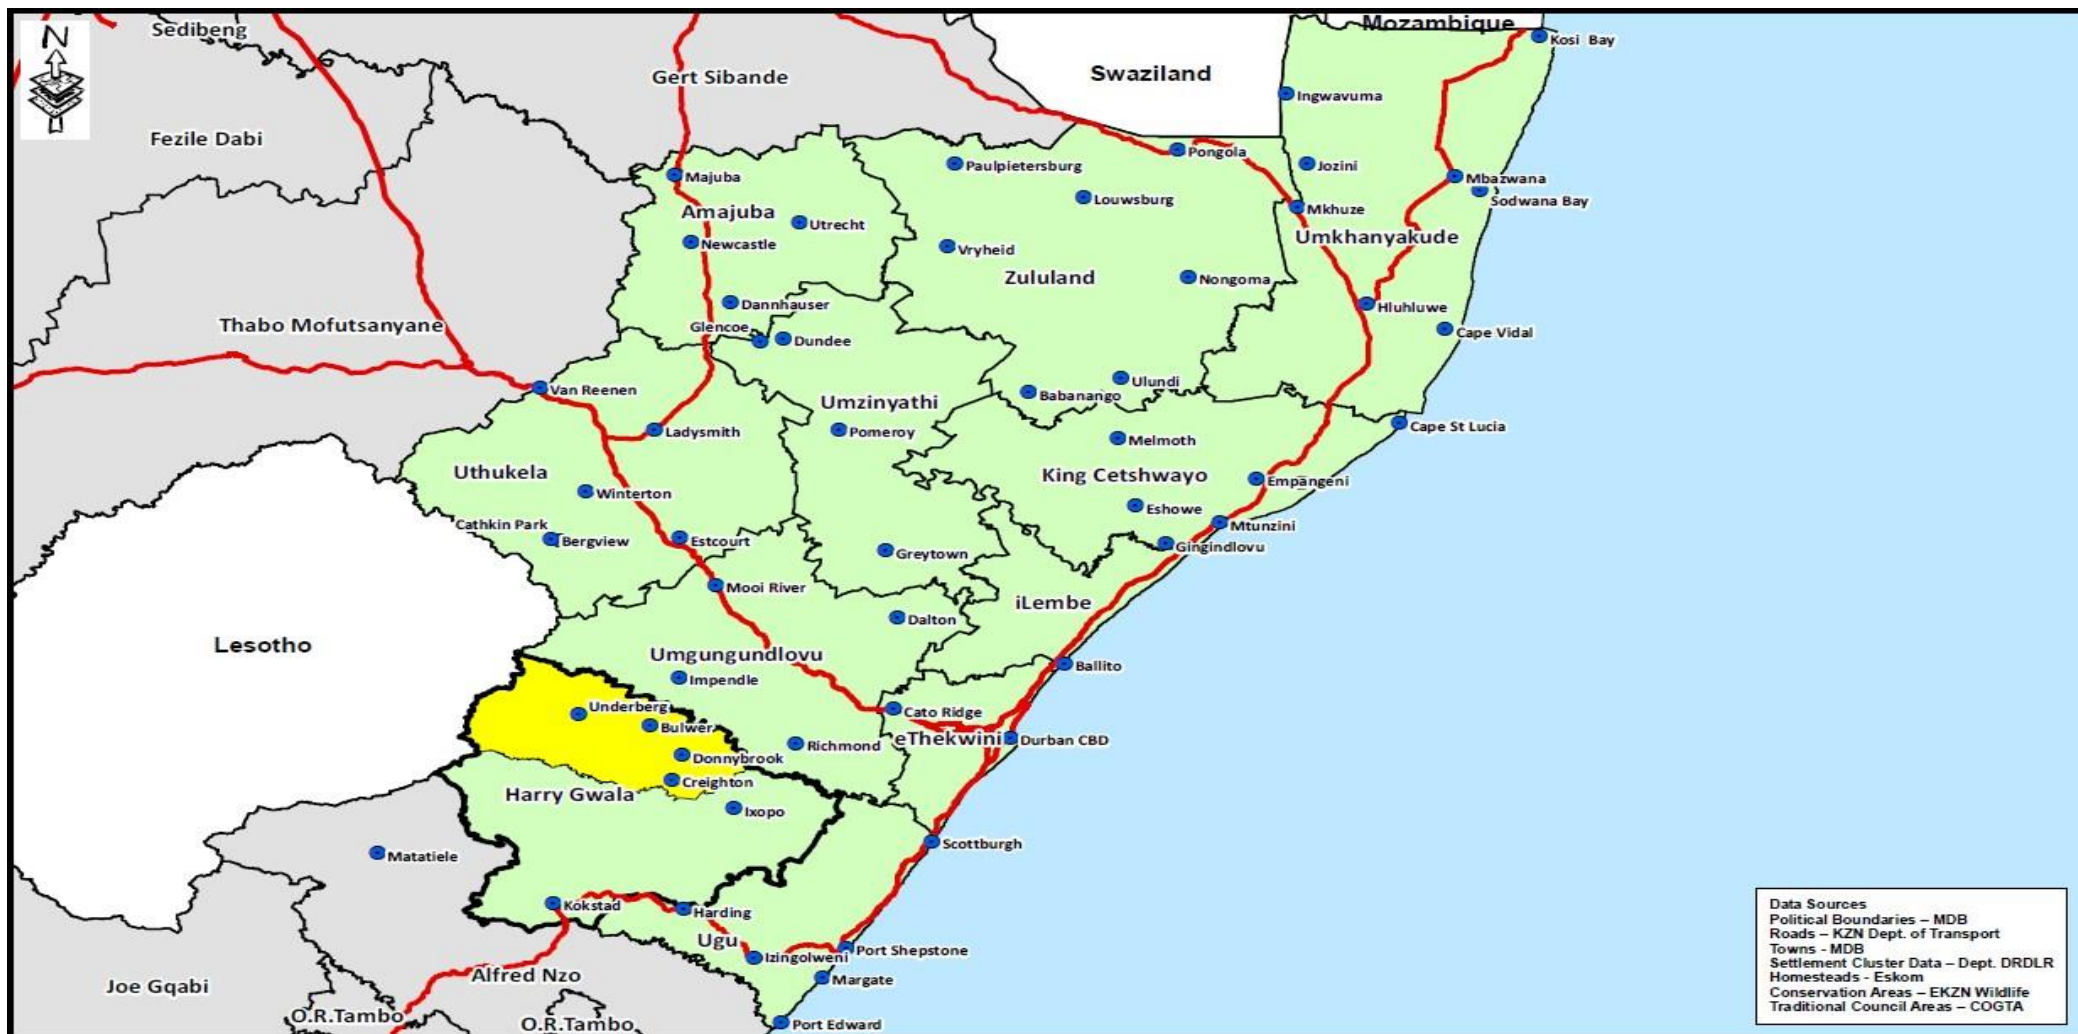 Sedibeng
Mozambique
N
Kosi Bay
Gert Sibande
Swaziland
Ingwavuma
Fezile Dabi
Pongola
Paulpietersburg
Jozini
Majuba
Mbazwana
Louwsburg
Sodwana Bay
Amajuba
Mkhuze
Utrecht
Umkhanyakude
Newcastle
Vryheid
Zululand
Nongoma
Dannhauser
Hluhluwe
Thabo Mofutsanyane
Glencoe
Cape Vidal
Dundee
Ulundi
Van Reenen
Babanango
Umzinyathi
Cape St Lucia
Ladysmith
Pomeroy
Melmoth
Uthukela
King Cetshwayo
Empangeni
Winterton
Eshowe
Cathkin Park
Mtunzini
Bergview
Estcourt
Gingindlovu
Greytown
Mooi River
iLembe
Dalton
Lesotho
Umgungundlovu
Ballito
Impendle
Underberg
Cato Ridge
Bulwer
eThekwini
Durban CBD
Richmond
Donnybrook
Creighton
Harry Gwala
Ixopo
Scottburgh
Matatiele
Kokstad
Harding
Ugu
Port Shepstone
Izingolweni
Alfred Nzo
Margate
Joe Gqabi
O.R.Tambo
O.R.Tambo
Port Edward
Data Sources
Political Boundaries – MDB
Roads – KZN Dept. of Transport
Towns - MDB
Settlement Cluster Data – Dept. DRDLR
Homesteads - Eskom
Conservation Areas – EKZN Wildlife
Traditional Council Areas – COGTA